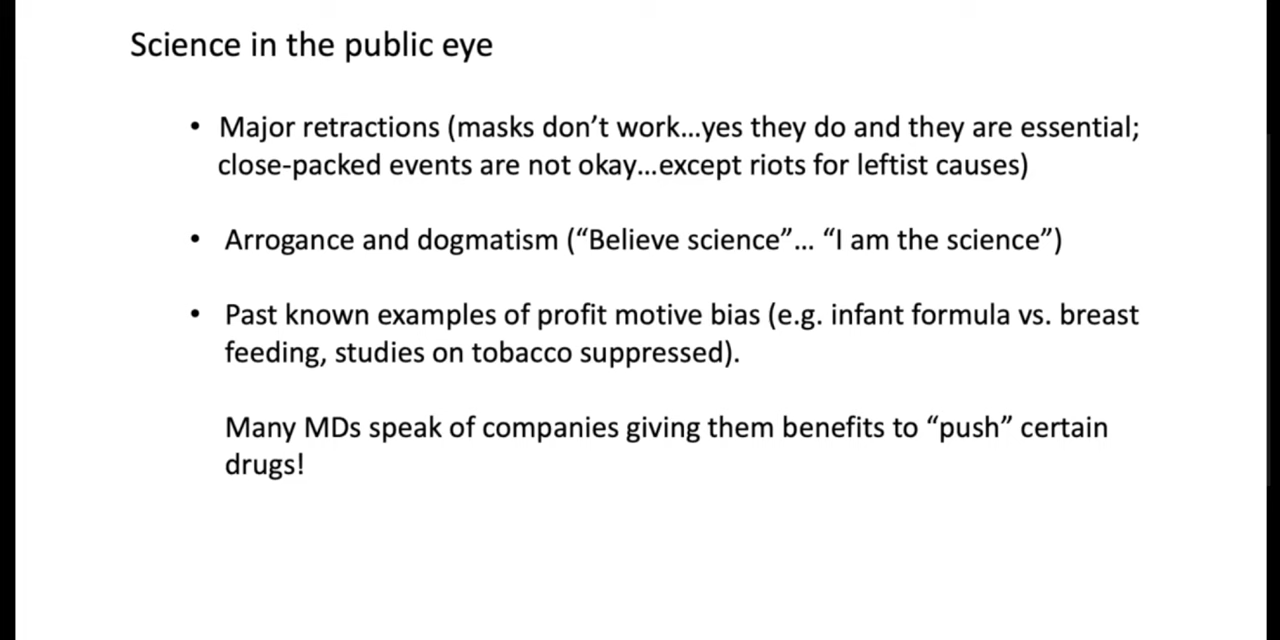 Science in the public eye
• Major retractions (masks don’t work...yes they do and they are essential;
close-packed events are not okay...except riots for leftist causes)
• Arrogance and dogmatism (“Believe science”... “I am the science”)
• Past known examples of profit motive bias (e.g. infant formula vs. breast
feeding, studies on tobacco suppressed).
Many MDs speak of companies giving them benefits to “push” certain
drugs!